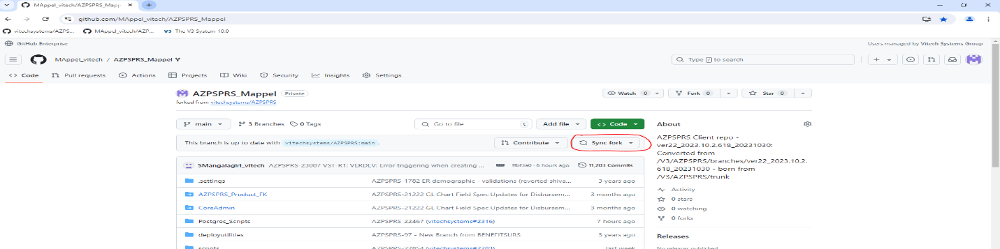 MAppel_vitech/AZPSPRS_Mapp
github.com/MAppel_vitech/AZPSPRS_Mappel
vitechsystems/AZPS... MAppel_vitech/AZP... V3 The V3 System 10.0
GitHub Enterprise Users managed by Vitech Systems Group
MAppel_vitech / AZPSPRS_Mappel Type / to search
<> Code Pull requests Actions Projects Wiki Security Insights Settings
AZPSPRS_Mappel Private Watch 0 Fork 0 Star 0
forked from vitechsystems/AZPSPRS
main 3 Branches 0 Tags Go to file t Add file <> Code
This branch is up to date with vitechsystems/AZPSPRS:main . Contribute Sync fork
SMangalagiri_vitech AZPSPRS-23007 VST-R1: VERDEV: Error triggering when creating ... ffbf3a0 · 6 hours ago 11,203 Commits
.settings AZPSPRS-1782 ER demographic - validations (reverted shiva... 3 years ago
AZPSPRS_Product_FK AZPSPRS-21222 GL Chart Field Spec Updates for Disbursem... 3 months ago
CoreAdmin AZPSPRS-21222 GL Chart Field Spec Updates for Disbursem... 3 months ago
Postgres_Scripts AZPSPRS-22467 (vitechsystems#2316) 7 hours ago
deployutilities AZPSPRS-97 - New Branch from BENEFITSURS 3 years ago
scripts AZPSPRS-22854 (vitechsystems#2283) last week
About
AZPSPRS Client repo -
ver22_2023.10.2.618_20231030:
Converted from
/V3/AZPSPRS/branches/ver22_2023.10.2.
618_20231030 - born from
/V3/AZPSPRS/trunk
Activity
0 stars
0 watching
0 forks
Releases
No releases published